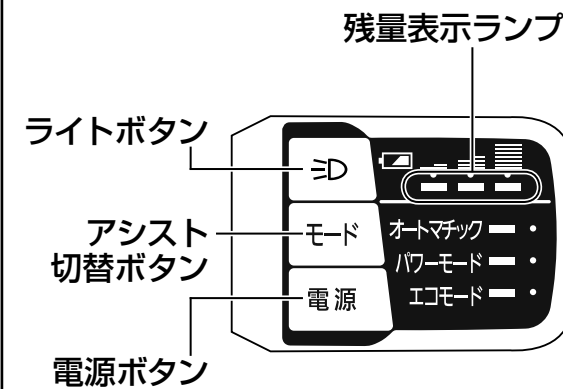 残量表示ランプ
ライトボタン
アシスト
切替ボタン
電源ボタン
モード
電源
オートマチック
パワーモード
エコモード